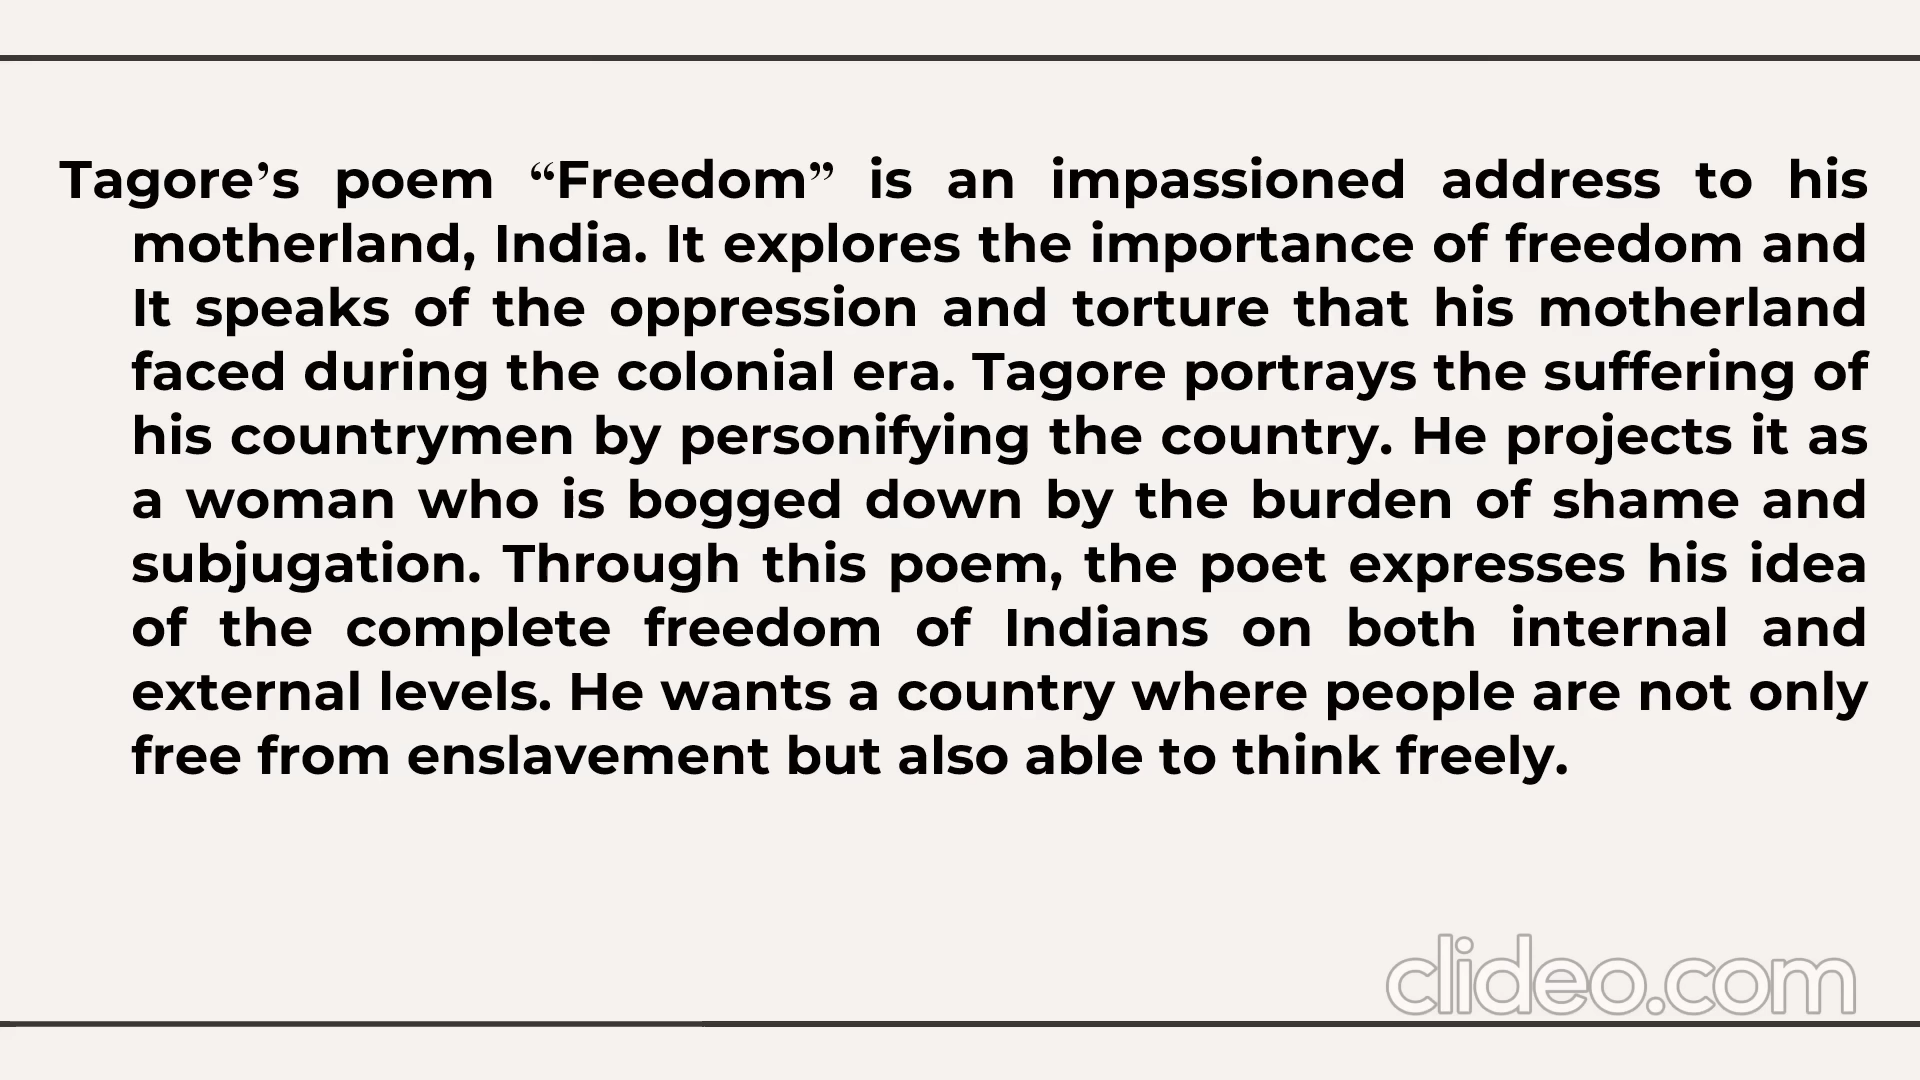 Tagore’s poem “Freedom” is an impassioned address to his
motherland, India. It explores the importance of freedom and
It speaks of the oppression and torture that his motherland
faced during the colonial era. Tagore portrays the suffering of
his countrymen by personifying the country. He projects it as
a woman who is bogged down by the burden of shame and
subjugation. Through this poem, the poet expresses his idea
of the complete freedom of Indians on both internal and
external levels. He wants a country where people are not only
free from enslavement but also able to think freely.
clideo.com